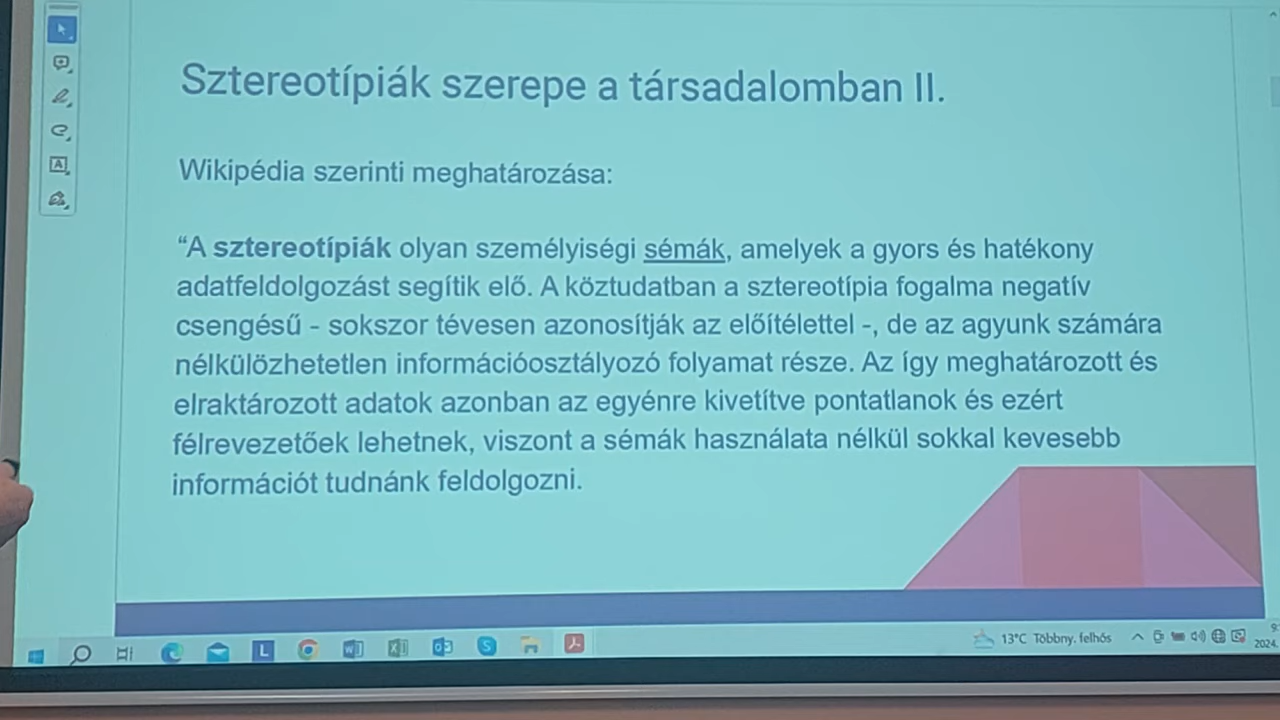 Sztereotípiák szerepe a társadalomban II.
Wikipédia szerinti meghatározása:
“A sztereotípiák olyan személyiségi sémák, amelyek a gyors és hatékony
adatfeldolgozást segítik elő. A köztudatban a sztereotípia fogalma negatív
csengésű - sokszor tévesen azonosítják az előítélettel -, de az agyunk számára
nélkülözhetetlen információosztályozó folyamat része. Az így meghatározott és
elraktározott adatok azonban az egyénre kivetítve pontatlanok és ezért
félrevezetőek lehetnek, viszont a sémák használata nélkül sokkal kevesebb
információt tudnánk feldolgozni.
13°C Többny. felhős
2024.